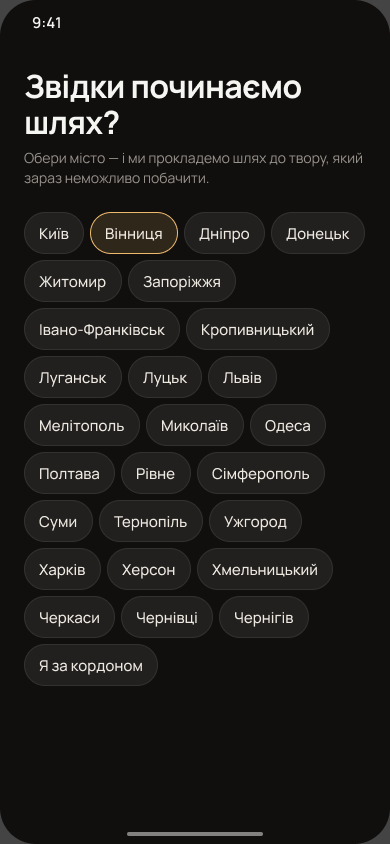 9:41
Звідки починаємо
шлях?
Обери місто — і ми прокладемо шлях до твору, який
зараз неможливо побачити.
Київ Вінниця Дніпро Донецьк
Житомир Запоріжжя
Івано-Франківськ Кропивницький
Луганськ Луцьк Львів
Мелітополь Миколаїв Одеса
Полтава Рівне Сімферополь
Суми Тернопіль Ужгород
Харків Херсон Хмельницький
Черкаси Чернівці Чернігів
Я за кордоном